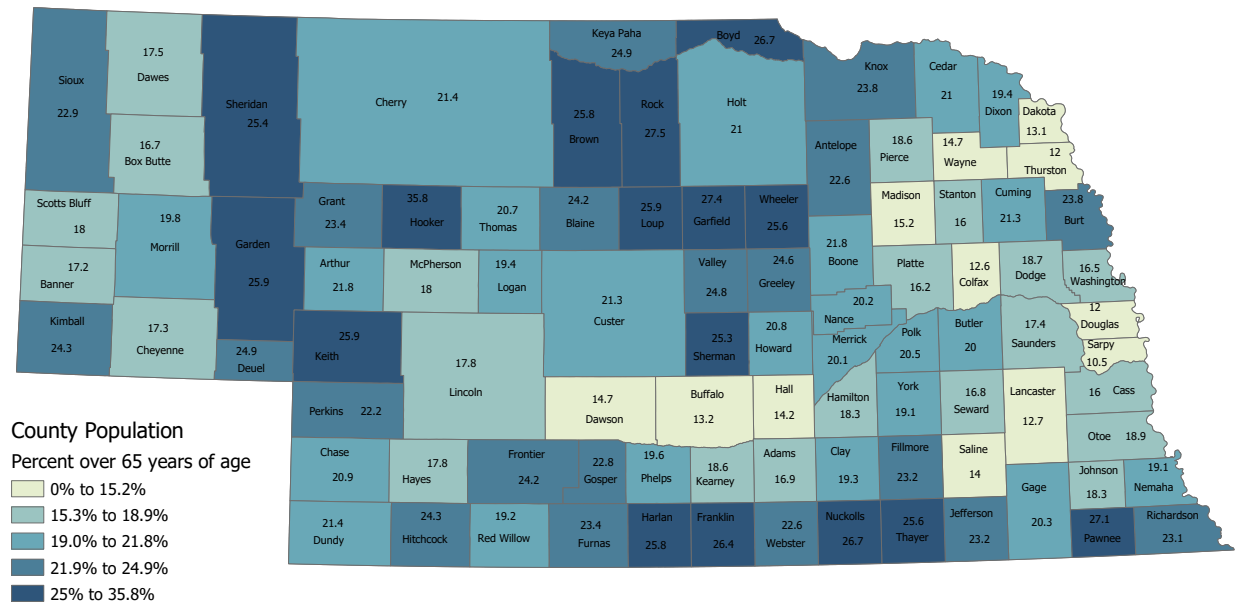 Keya Paha
24.9
Boyd 26.7
17.5
Dawes
Sioux
22.9
Sheridan
25.4
Cherry 21.4
25.8
Brown
Rock
27.5
Holt
21
Knox
23.8
Cedar
21
19.4
Dixon
Dakota
13.1
16.7
Box Butte
Antelope
22.6
18.6
Pierce
14.7
Wayne
12
Thurston
Scotts Bluff
18
19.8
Morrill
Garden
25.9
Grant
23.4
35.8
Hooker
20.7
Thomas
24.2
Blaine
25.9
Loup
27.4
Garfield
Wheeler
25.6
Madison
15.2
Stanton
16
Cuming
21.3
23.8
Burt
17.2
Banner
Arthur
21.8
McPherson
18
19.4
Logan
21.3
Custer
Valley
24.8
24.6
Greeley
21.8
Boone
Platte
16.2
12.6
Colfax
18.7
Dodge
16.5
Washington
Kimball
24.3
17.3
Cheyenne
24.9
Deuel
25.9
Keith
17.8
Lincoln
25.3
Sherman
20.8
Howard
20.2
Nance
Merrick
20.1
Polk
20.5
Butler
20
17.4
Saunders
12
Douglas
Sarpy
10.5
Perkins 22.2
14.7
Dawson
Buffalo
13.2
Hall
14.2
Hamilton
18.3
York
19.1
16.8
Seward
Lancaster
12.7
16 Cass
Otoe 18.9
Chase
20.9
17.8
Hayes
Frontier
24.2
22.8
Gosper
19.6
Phelps
18.6
Kearney
Adams
16.9
Clay
19.3
Fillmore
23.2
Saline
14
Gage
20.3
Johnson
18.3
19.1
Nemaha
21.4
Dundy
24.3
Hitchcock
19.2
Red Willow
23.4
Furnas
Harlan
25.8
Franklin
26.4
22.6
Webster
Nuckolls
26.7
25.6
Thayer
Jefferson
23.2
27.1
Pawnee
Richardson
23.1
County Population
Percent over 65 years of age
0% to 15.2%
15.3% to 18.9%
19.0% to 21.8%
21.9% to 24.9%
25% to 35.8%